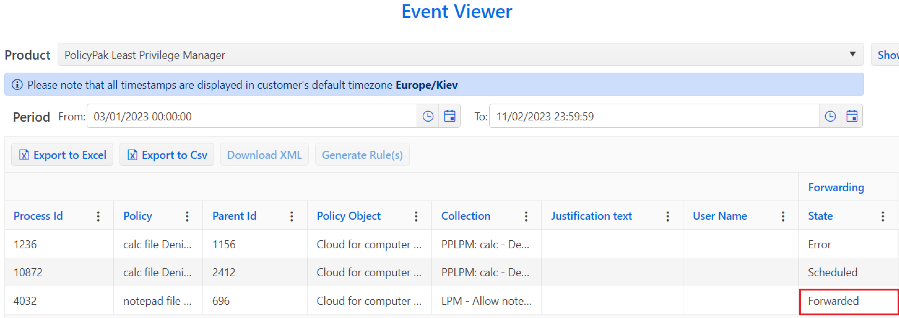 Event Viewer
Product PolicyPak Least Privilege Manager Show
Please note that all timestamps are displayed in customer's default timezone Europe/Kiev
Period From: 03/01/2023 00:00:00 To: 11/02/2023 23:59:59
Export to Excel Export to Csv Download XML Generate Rule(s)
Forwarding
Process Id Policy Parent Id Policy Object Collection Justification text User Name State
1236 calc file Deni... 1156 Cloud for computer ... PPLPM: calc - De... Error
10872 calc file Deni... 2412 Cloud for computer ... PPLPM: calc - De... Scheduled
4032 notepad file ... 696 Cloud for computer ... LPM - Allow note... Forwarded